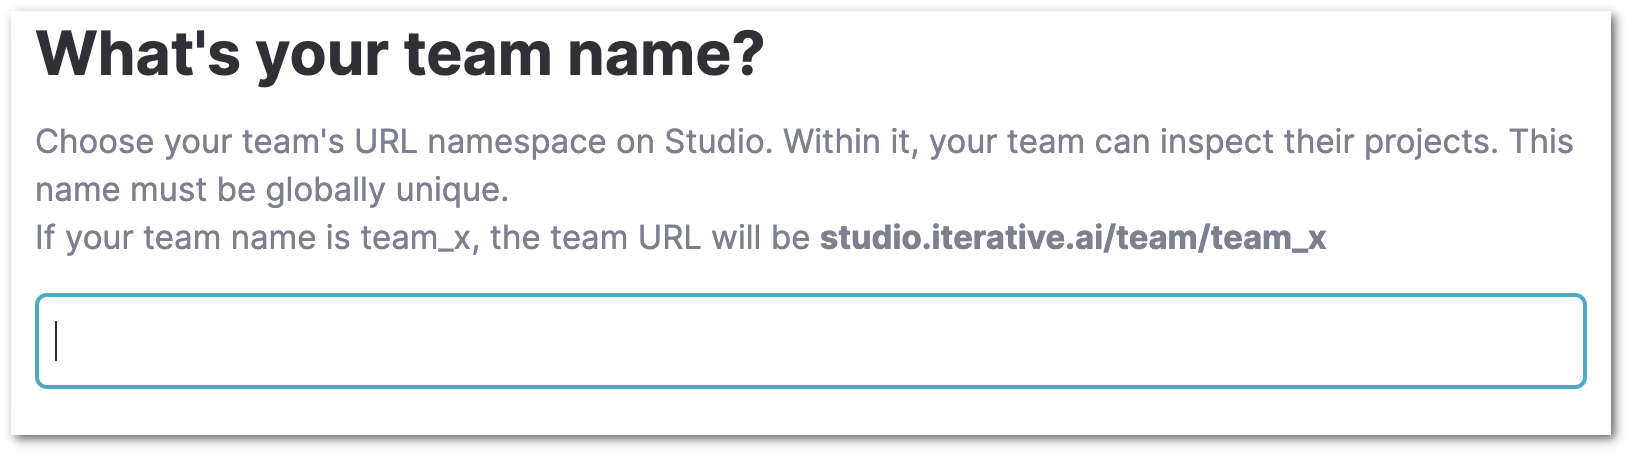 What's your team name?
Choose your team's URL namespace on Studio. Within it, your team can inspect their projects. This
name must be globally unique.
If your team name is team_x, the team URL will be studio.iterative.ai/team/team_x